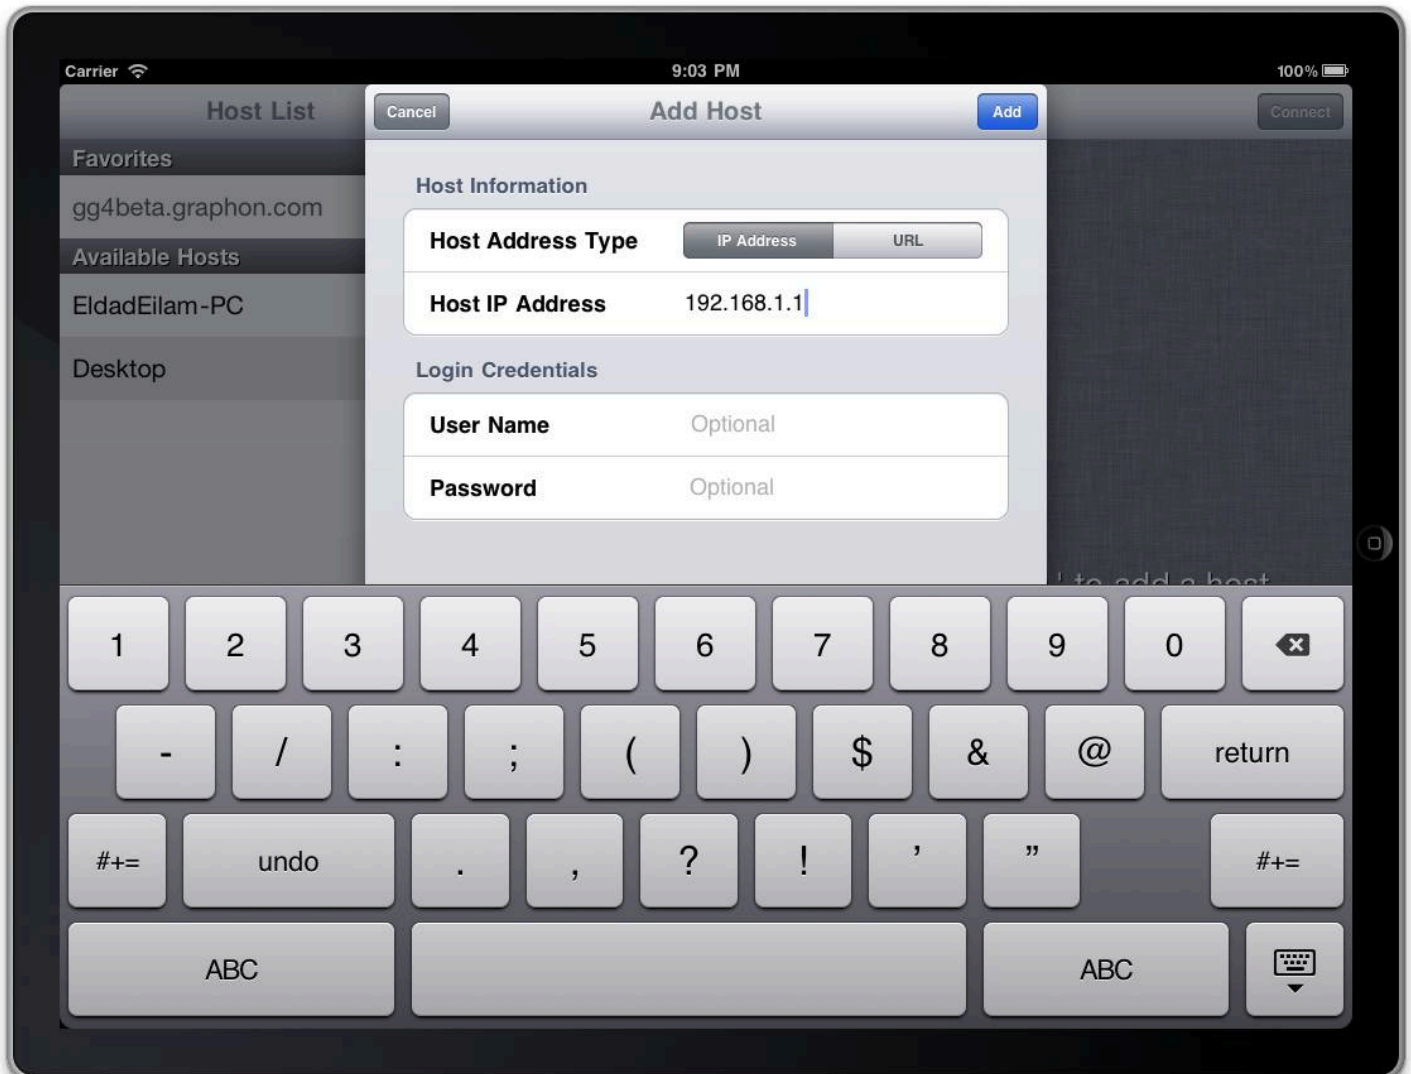 Carrier 9:03 PM 100%
Host List Cancel Add Host Add Connect
Favorites
gg4beta.graphon.com
Available Hosts
EldadEilam-PC
Desktop
Host Information
Host Address Type IP Address URL
Host IP Address 192.168.1.1
Login Credentials
User Name Optional
Password Optional
to add a host
1 2 3 4 5 6 7 8 9 0
- / : ; ( ) $ & @ return
#+= undo . , ? ! ’ ” #+=
ABC ABC